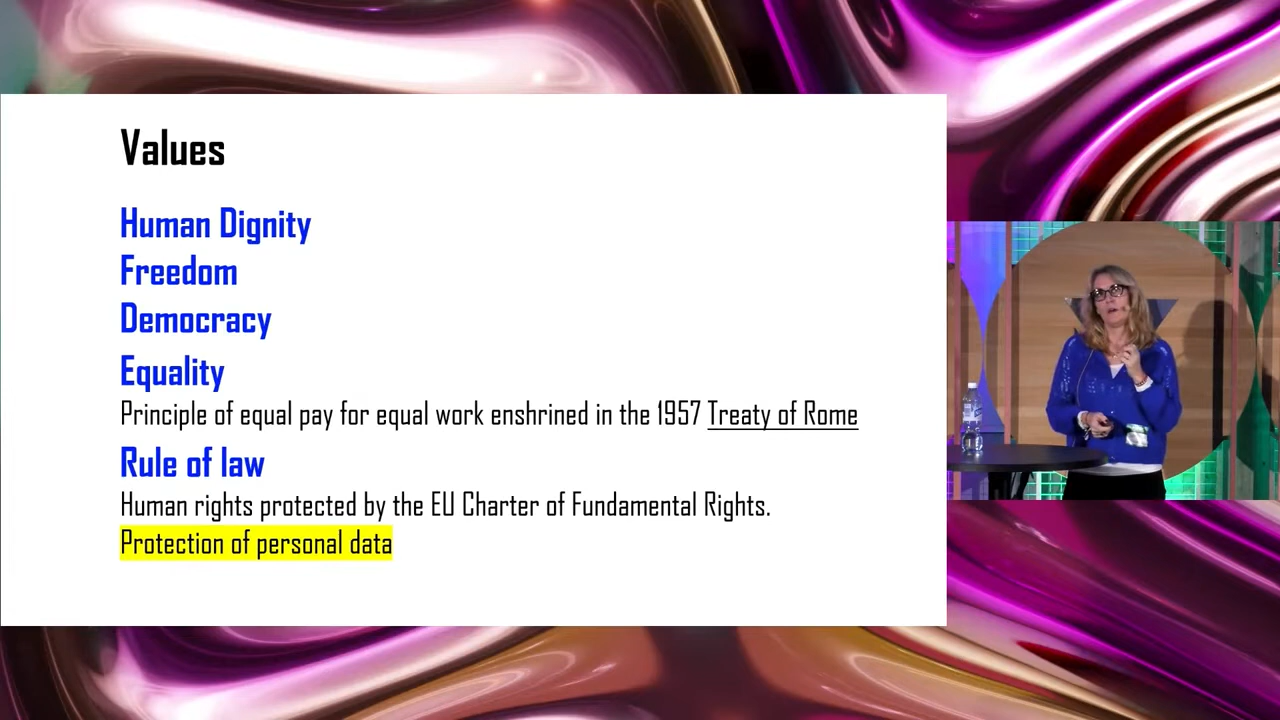 Values
Human Dignity
Freedom
Democracy
Equality
Principle of equal pay for equal work enshrined in the 1957 Treaty of Rome
Rule of law
Human rights protected by the EU Charter of Fundamental Rights.
Protection of personal data